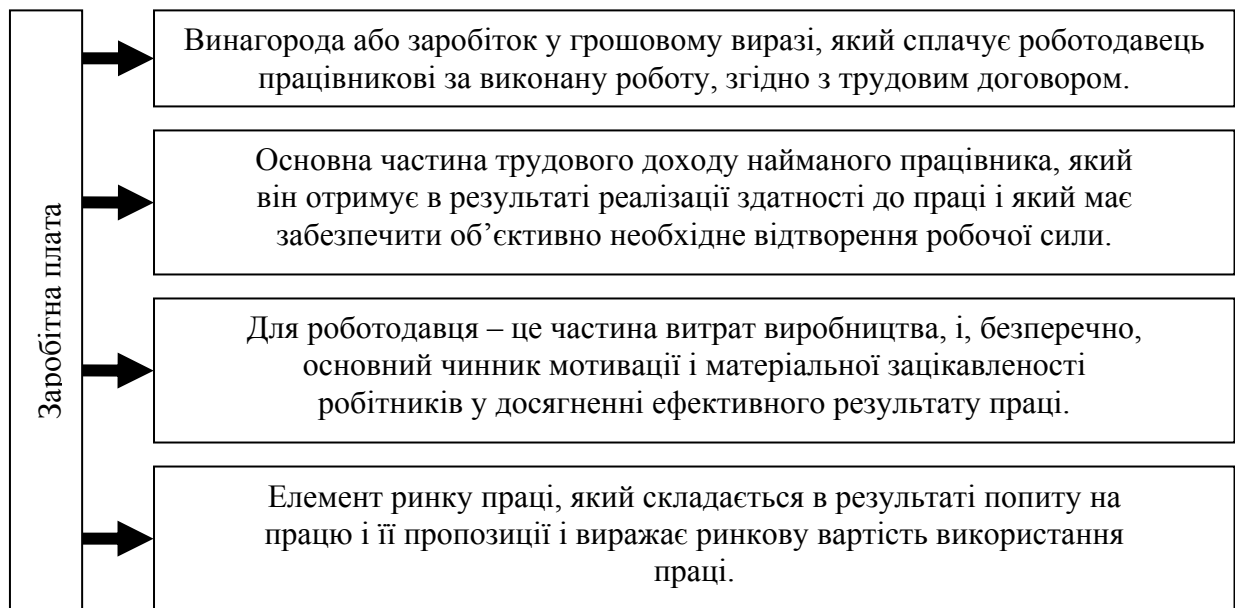 Заробітна плата
Винагорода або заробіток у грошовому виразі, який сплачує роботодавець
працівникові за виконану роботу, згідно з трудовим договором.
Основна частина трудового доходу найманого працівника, який
він отримує в результаті реалізації здатності до праці і який має
забезпечити об’єктивно необхідне відтворення робочої сили.
Для роботодавця – це частина витрат виробництва, і, безперечно,
основний чинник мотивації і матеріальної зацікавленості
робітників у досягненні ефективного результату праці.
Елемент ринку праці, який складається в результаті попиту на
працю і її пропозиції і виражає ринкову вартість використання
праці.